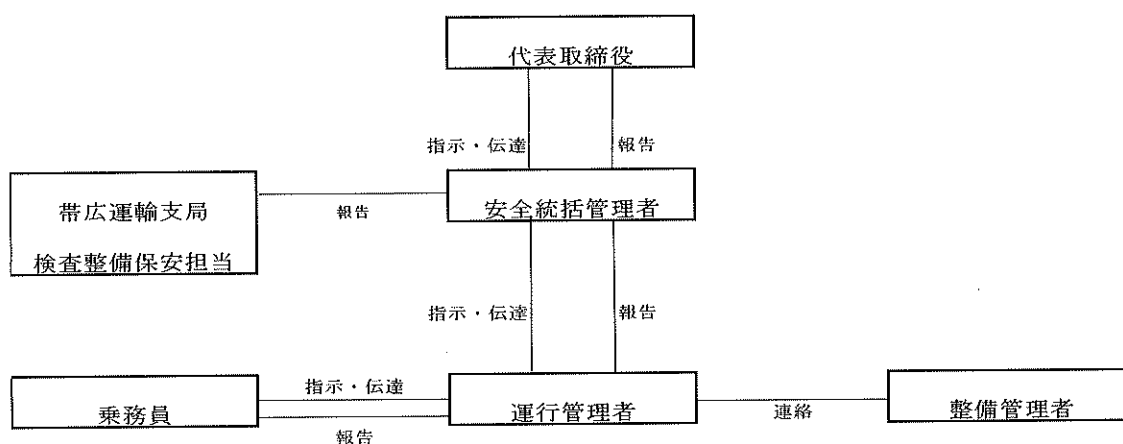 代表取締役
指示・伝達
報告
帯広運輸支局
検査整備保安担当
報告
安全統括管理者
指示・伝達
報告
乗務員
指示・伝達
報告
運行管理者
連絡
整備管理者